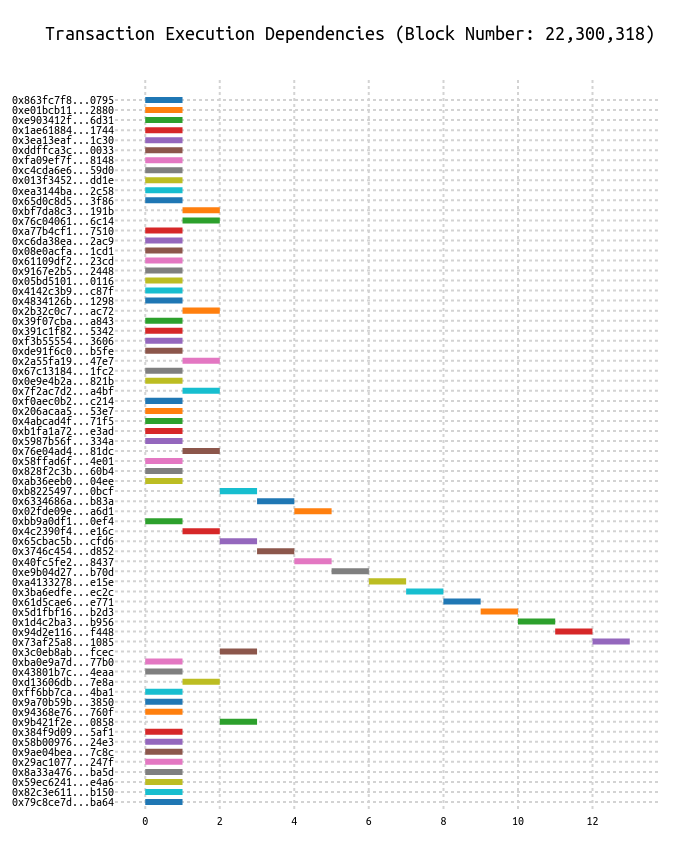 Transaction Execution Dependencies (Block Number: 22,300,318)
0x863fc7f8...0795
0xe01bcb11...2880
0xe903412f...6d31
0x1ae61884...1744
0x3ea13eaf...1c30
0xddffca3c...0033
0xfa09ef7f...8148
0xc4cda6e6...59d0
0x013f3452...dd1e
0xea3144ba...2c58
0x65d0c8d5...3f86
0xbf7da8c3...191b
0x76c04061...6c14
0xa77b4cf1...7510
0xc6da38ea...2ac9
0x08e0acfa...1cd1
0x61109df2...23cd
0x9167e2b5...2448
0x05bd5101...0116
0x4142c3b9...c87f
0x4834126b...1298
0x2b32c0c7...ac72
0x39f07cba...a843
0x391c1f82...5342
0xf3b55554...3606
0xde91f6c0...b5fe
0x2a55fa19...47e7
0x67c13184...1fc2
0x0e9e4b2a...821b
0x7f2ac7d2...a4bf
0xf0aec0b2...c214
0x206acaa5...53e7
0x4abcad4f...71f5
0xb1fa1a72...e3ad
0x5987b56f...334a
0x76e04ad4...81dc
0x58ffad6f...4e01
0x828f2c3b...60b4
0xab36eeb0...04ee
0xb8225497...0bcf
0x6334686a...b83a
0x02fde09e...a6d1
0xbb9a0df1...0ef4
0x4c2390f4...e16c
0x65cbac5b...cfd6
0x3746c454...d852
0x40fc5fe2...8437
0xe9b04d27...b70d
0xa4133278...e15e
0x3ba6edfe...ec2c
0x61d5cae6...e771
0x5d1fbf16...b2d3
0x1d4c2ba3...b956
0x94d2e116...f448
0x73af25a8...1085
0x3c0eb8ab...fcec
0xba0e9a7d...77b0
0x43801b7c...4eaa
0xd13606db...7e8a
0xff6bb7ca...4ba1
0x9a70b59b...3850
0x94368e76...760f
0x9b421f2e...0858
0x384f9d09...5af1
0x58b00976...24e3
0x9ae04bea...7c8c
0x29ac1077...247f
0x8a33a476...ba5d
0x59ec6241...e4a6
0x82c3e611...b150
0x79c8ce7d...ba64
0 2 4 6 8 10 12